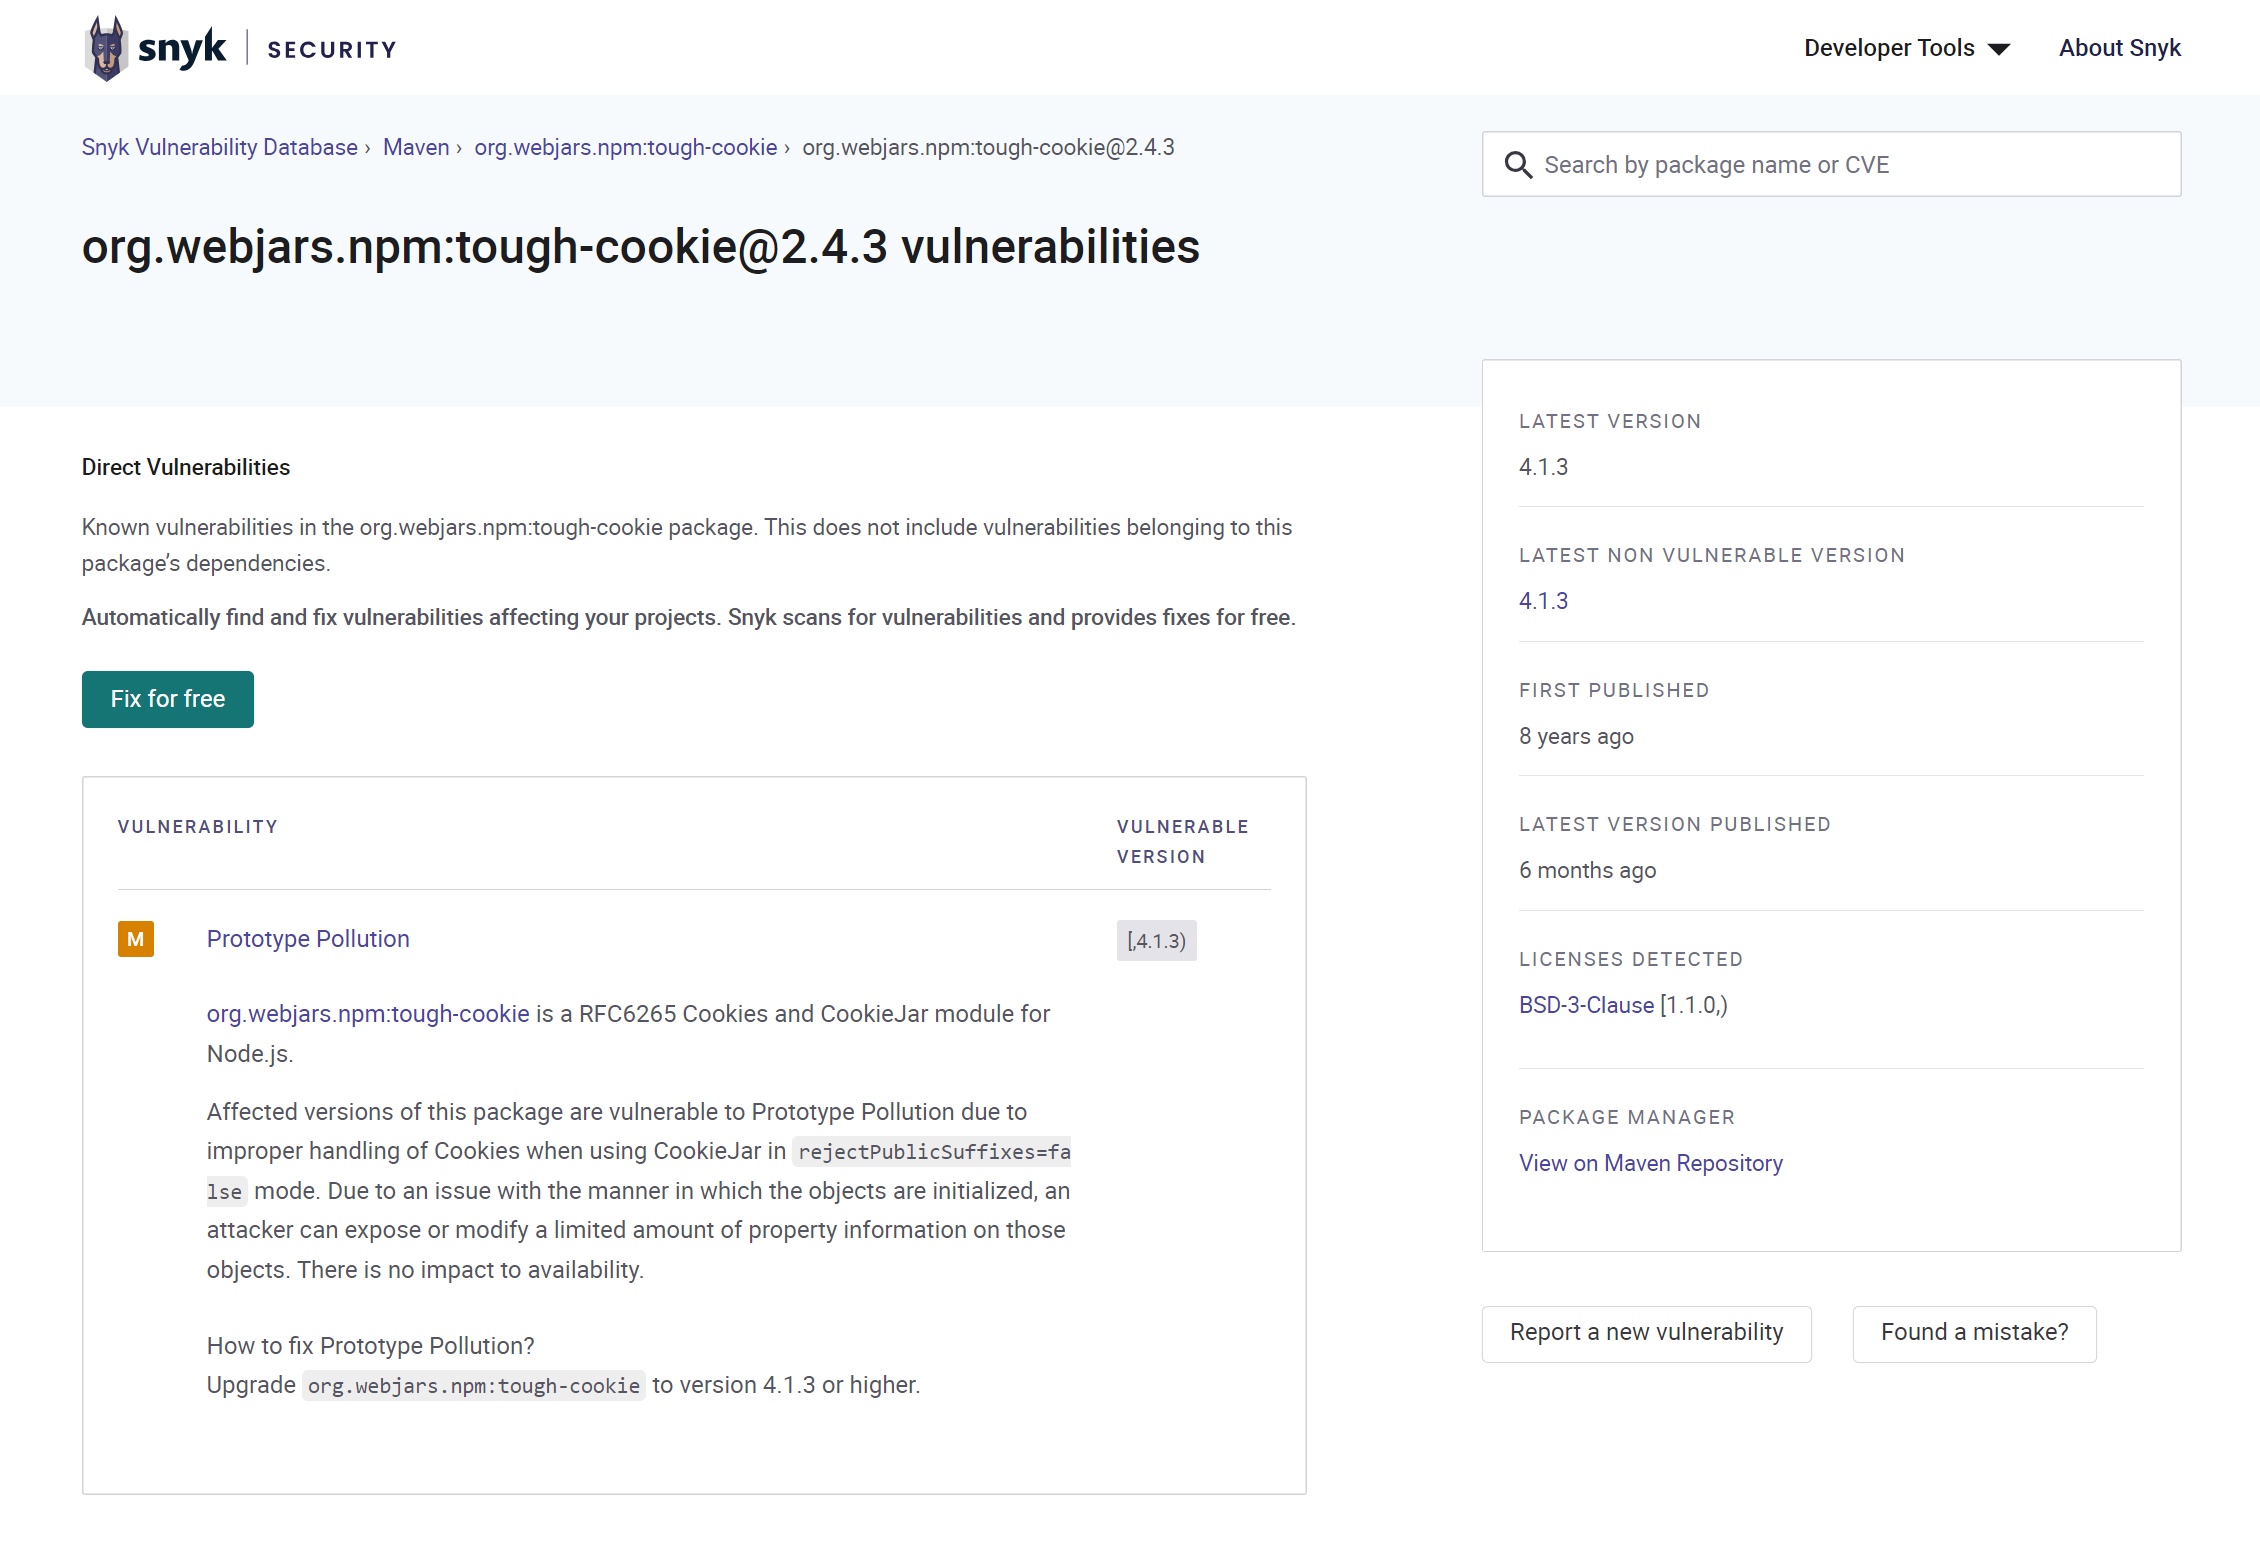 snyk | SECURITY
Developer Tools
About Snyk
Snyk Vulnerability Database › Maven › org.webjars.npm:tough-cookie › org.webjars.npm:tough-cookie@2.4.3
Search by package name or CVE
org.webjars.npm:tough-cookie@2.4.3 vulnerabilities
Direct Vulnerabilities
Known vulnerabilities in the org.webjars.npm:tough-cookie package. This does not include vulnerabilities belonging to this
package’s dependencies.
Automatically find and fix vulnerabilities affecting your projects. Snyk scans for vulnerabilities and provides fixes for free.
Fix for free
VULNERABILITY
VULNERABLE
VERSION
M
Prototype Pollution
[,4.1.3)
org.webjars.npm:tough-cookie is a RFC6265 Cookies and CookieJar module for
Node.js.
Affected versions of this package are vulnerable to Prototype Pollution due to
improper handling of Cookies when using CookieJar in rejectPublicSuffixes=fa
lse mode. Due to an issue with the manner in which the objects are initialized, an
attacker can expose or modify a limited amount of property information on those
objects. There is no impact to availability.
How to fix Prototype Pollution?
Upgrade org.webjars.npm:tough-cookie to version 4.1.3 or higher.
LATEST VERSION
4.1.3
LATEST NON VULNERABLE VERSION
4.1.3
FIRST PUBLISHED
8 years ago
LATEST VERSION PUBLISHED
6 months ago
LICENSES DETECTED
BSD-3-Clause [1.1.0,)
PACKAGE MANAGER
View on Maven Repository
Report a new vulnerability
Found a mistake?